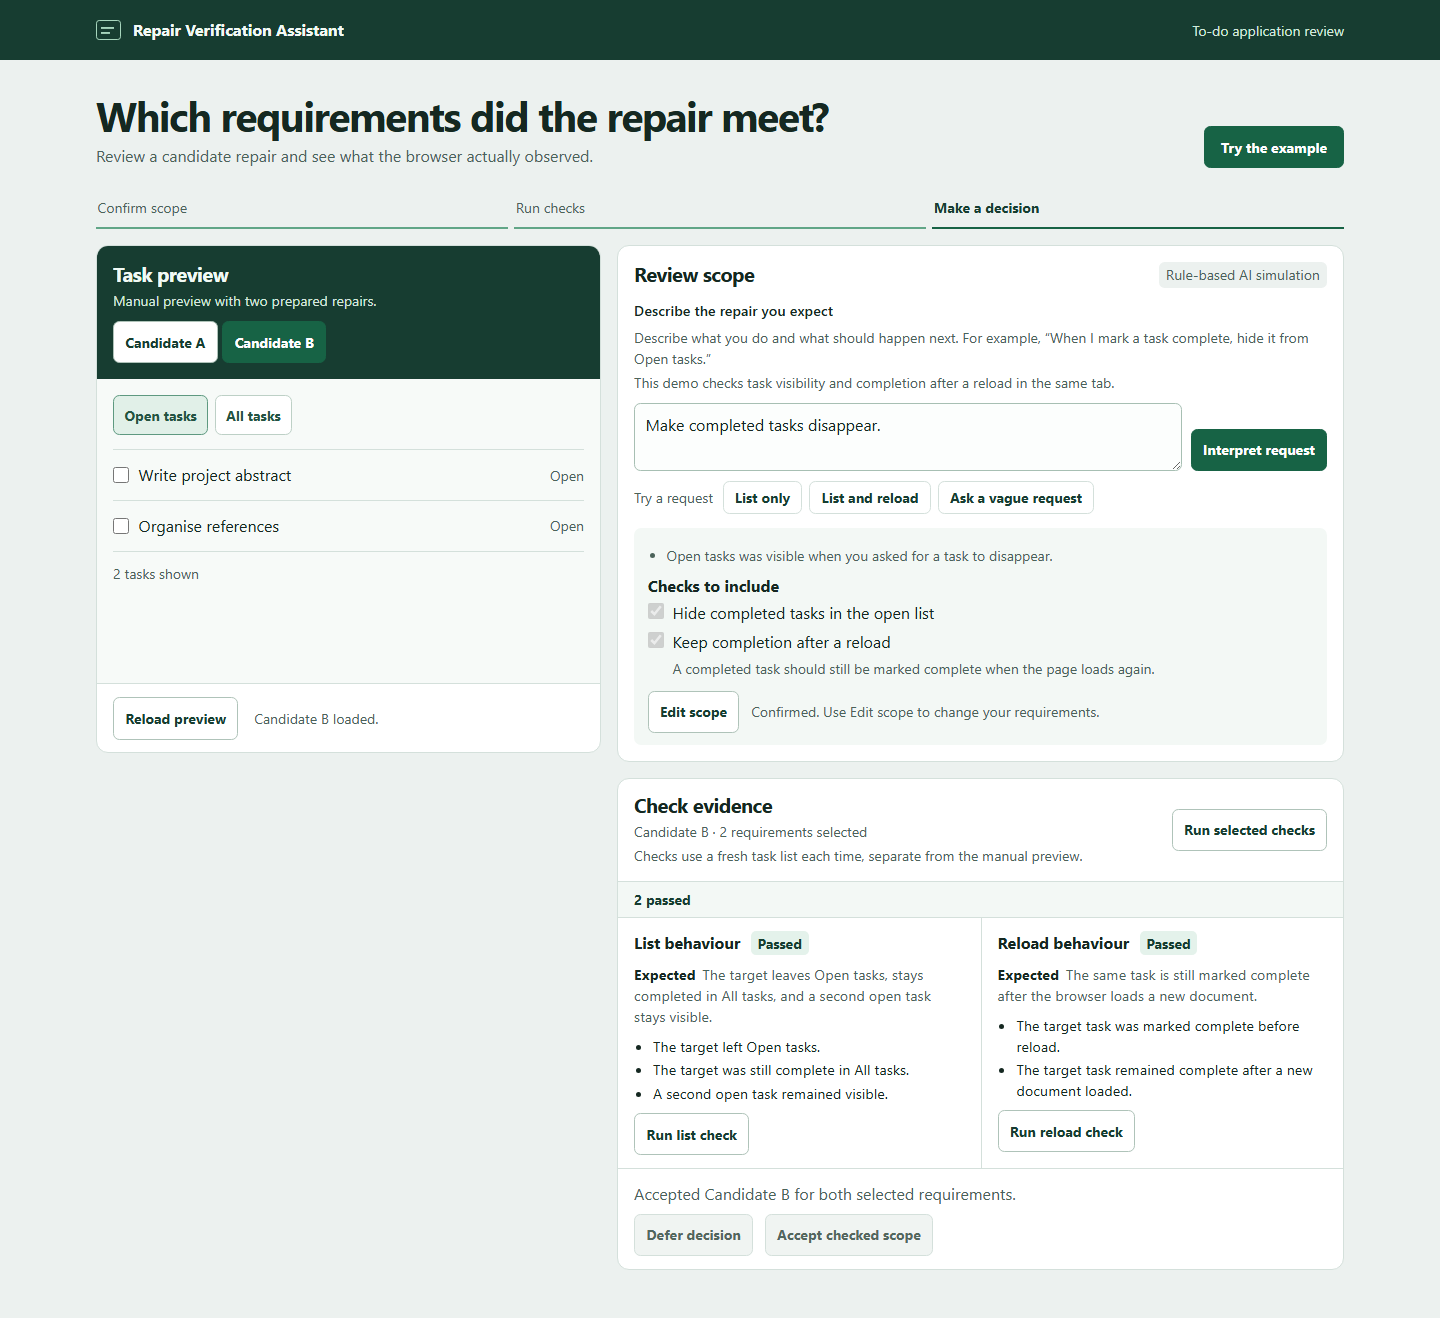 Repair Verification Assistant
To-do application review
Which requirements did the repair meet?
Review a candidate repair and see what the browser actually observed.
Try the example
Confirm scope
Run checks
Make a decision
Task preview
Manual preview with two prepared repairs.
Candidate A
Candidate B
Open tasks
All tasks
Write project abstract
Open
Organise references
Open
2 tasks shown
Reload preview
Candidate B loaded.
Review scope
Rule-based AI simulation
Describe the repair you expect
Describe what you do and what should happen next. For example, “When I mark a task complete, hide it from
Open tasks.”
This demo checks task visibility and completion after a reload in the same tab.
Make completed tasks disappear.
Interpret request
Try a request
List only
List and reload
Ask a vague request
• Open tasks was visible when you asked for a task to disappear.
Checks to include
Hide completed tasks in the open list
Keep completion after a reload
A completed task should still be marked complete when the page loads again.
Edit scope
Confirmed. Use Edit scope to change your requirements.
Check evidence
Candidate B · 2 requirements selected
Checks use a fresh task list each time, separate from the manual preview.
Run selected checks
2 passed
List behaviour
Passed
Expected The target leaves Open tasks, stays
completed in All tasks, and a second open task
stays visible.
• The target left Open tasks.
• The target was still complete in All tasks.
• A second open task remained visible.
Run list check
Reload behaviour
Passed
Expected The same task is still marked complete
after the browser loads a new document.
• The target task was marked complete before
reload.
• The target task remained complete after a new
document loaded.
Run reload check
Accepted Candidate B for both selected requirements.
Defer decision
Accept checked scope